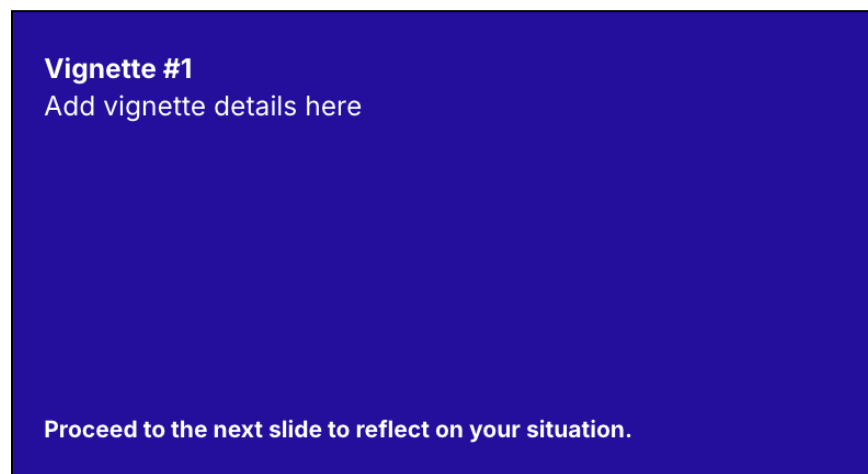 Vignette #1
Add vignette details here
Proceed to the next slide to reflect on your situation.